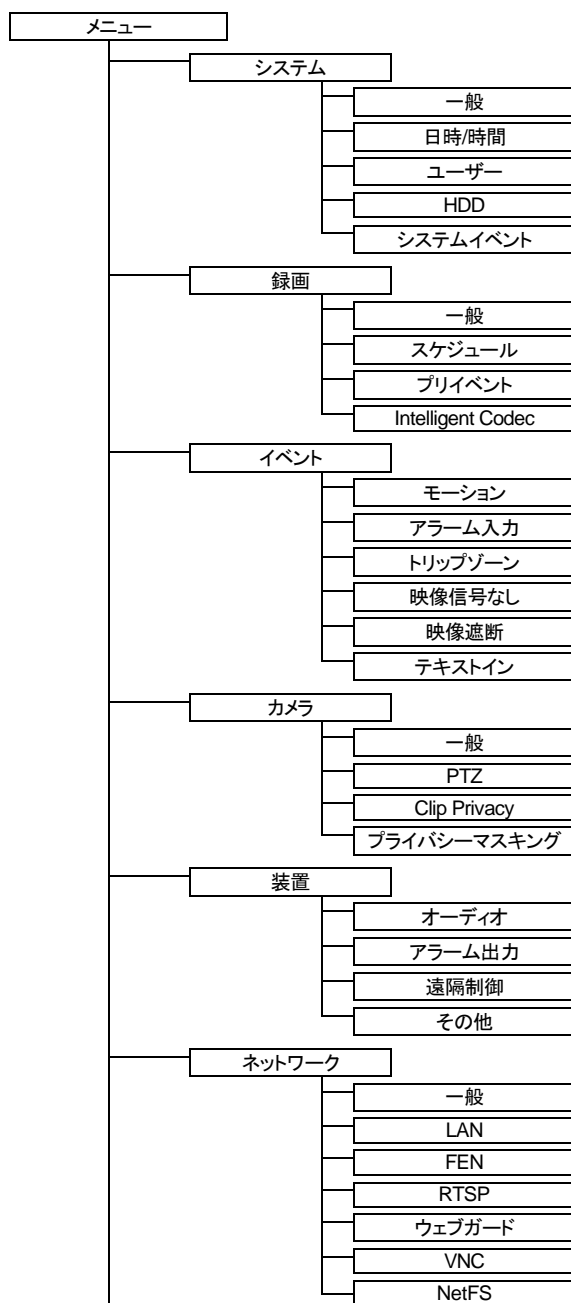 メニュー
システム
一般
日時/時間
ユーザー
HDD
システムイベント
録画
一般
スケジュール
プリイベント
Intelligent Codec
イベント
モーション
アラーム入力
トリップゾーン
映像信号なし
映像遮断
テキストイン
カメラ
一般
PTZ
Clip Privacy
プライバシーマスキング
装置
オーディオ
アラーム出力
遠隔制御
その他
ネットワーク
一般
LAN
FEN
RTSP
ウェブガード
VNC
NetFS